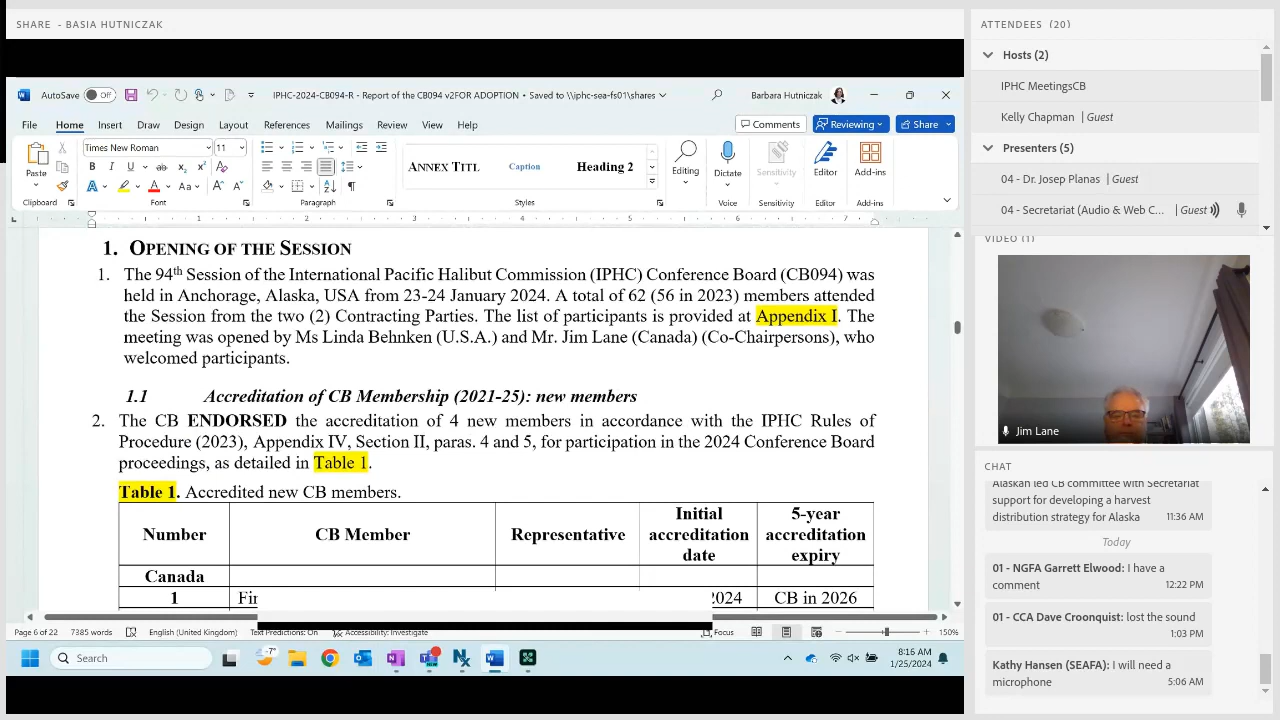 SHARE - BASIA HUTNICZAK
AutoSave Off
IPHC-2024-CB094-R - Report of the CB094 v2FOR ADOPTION • Saved to \\iphc-sea-fs01\shares
Barbara Hutniczak
File Home Insert Draw Design Layout References Mailings Review View Help
Comments Reviewing Share
Times New Roman 11
Paste
ANNEX TITL Caption Heading 2
Editing Dictate Sensitivity Editor Add-ins
Clipboard Font Paragraph Styles Voice Sensitivity Editor Add-ins
1 2 3 4 5 6 7
1. OPENING OF THE SESSION
1. The 94th Session of the International Pacific Halibut Commission (IPHC) Conference Board (CB094) was
held in Anchorage, Alaska, USA from 23-24 January 2024. A total of 62 (56 in 2023) members attended
the Session from the two (2) Contracting Parties. The list of participants is provided at Appendix I. The
meeting was opened by Ms Linda Behnken (U.S.A.) and Mr. Jim Lane (Canada) (Co-Chairpersons), who
welcomed participants.
1.1 Accreditation of CB Membership (2021-25): new members
2. The CB ENDORSED the accreditation of 4 new members in accordance with the IPHC Rules of
Procedure (2023), Appendix IV, Section II, paras. 4 and 5, for participation in the 2024 Conference Board
proceedings, as detailed in Table 1.
Table 1. Accredited new CB members.
Number CB Member Representative Initial accreditation date 5-year accreditation expiry
Canada
1 Fir 2024 CB in 2026
Page 6 of 22 7385 words English (United Kingdom) Text Predictions: On Accessibility: Investigate Focus 150%
-7°
Search
8:16 AM
1/25/2024
ATTENDEES (20)
Hosts (2)
IPHC MeetingsCB
Kelly Chapman | Guest
Presenters (5)
04 - Dr. Josep Planas | Guest
04 - Secretariat (Audio & Web C... | Guest
VIDEO (1)
Jim Lane
CHAT
Alaskan led CB committee with Secretariat
support for developing a harvest
distribution strategy for Alaska 11:36 AM
Today
01 - NGFA Garrett Elwood: I have a
comment 12:22 PM
01 - CCA Dave Croonquist: lost the sound
1:03 PM
Kathy Hansen (SEAFA): I will need a
microphone 5:06 AM